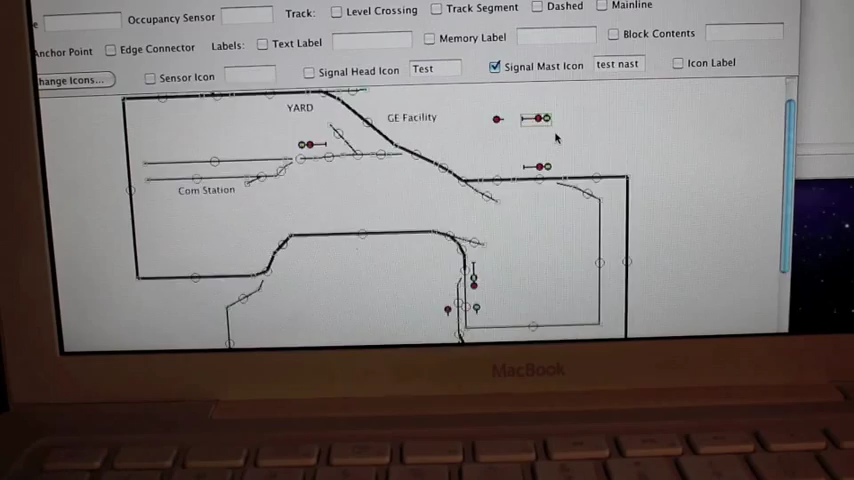 e Occupancy Sensor Track: Level Crossing Track Segment Dashed Mainline
Anchor Point Edge Connector Labels: Text Label Memory Label Block Contents
hange Icons... Sensor Icon Signal Head Icon Test Signal Mast Icon test nast Icon Label
YARD
GE Facility
Com Station
MacBook